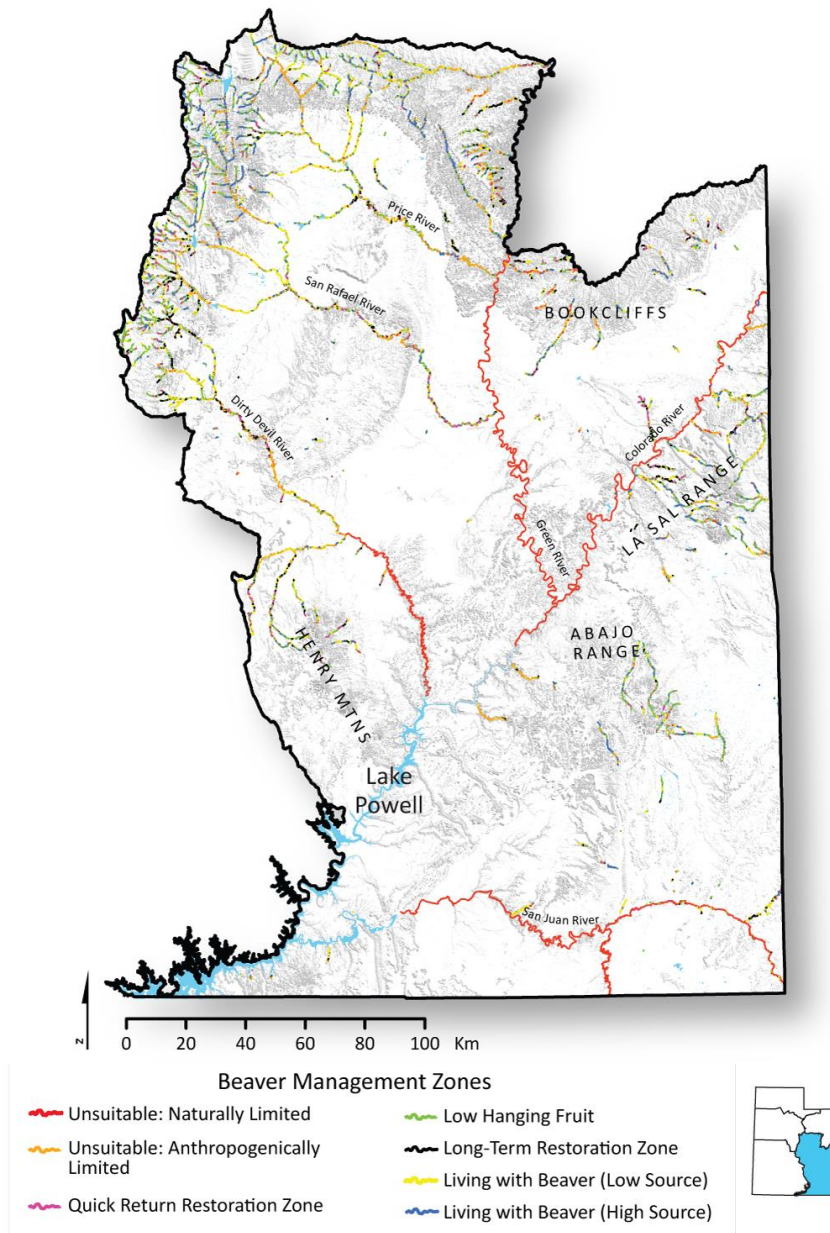 Price River
San Rafael River
BOOKCLIFFS
Dirty Devil River
Colorado River
LA SAL RANGE
Green River
ABAJO
RANGE
HENRY MTNS
Lake
Powell
San Juan River
z
0 20 40 60 80 100 Km
Beaver Management Zones
Unsuitable: Naturally Limited
Unsuitable: Anthropogenically
Limited
Quick Return Restoration Zone
Low Hanging Fruit
Long-Term Restoration Zone
Living with Beaver (Low Source)
Living with Beaver (High Source)